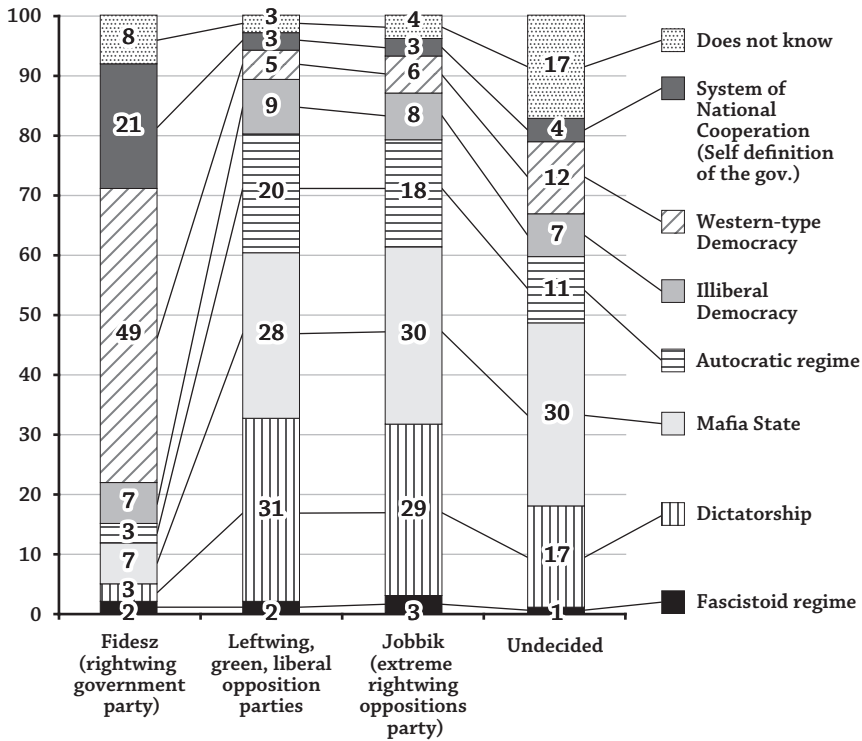 100
90
80
70
60
50
40
30
20
10
0
8
21
49
7
3
7
3
2
3
3
5
9
20
28
31
2
4
3
6
8
18
30
29
3
17
4
12
7
11
30
17
1
Does not know
System of
National
Cooperation
(Self definition
of the gov.)
Western-type
Democracy
Illiberal
Democracy
Autocratic regime
Mafia State
Dictatorship
Fascistoid regime
Fidesz
(rightwing
government
party)
Leftwing,
green, liberal
opposition
parties
Jobbik
(extreme
rightwing
oppositions
party)
Undecided